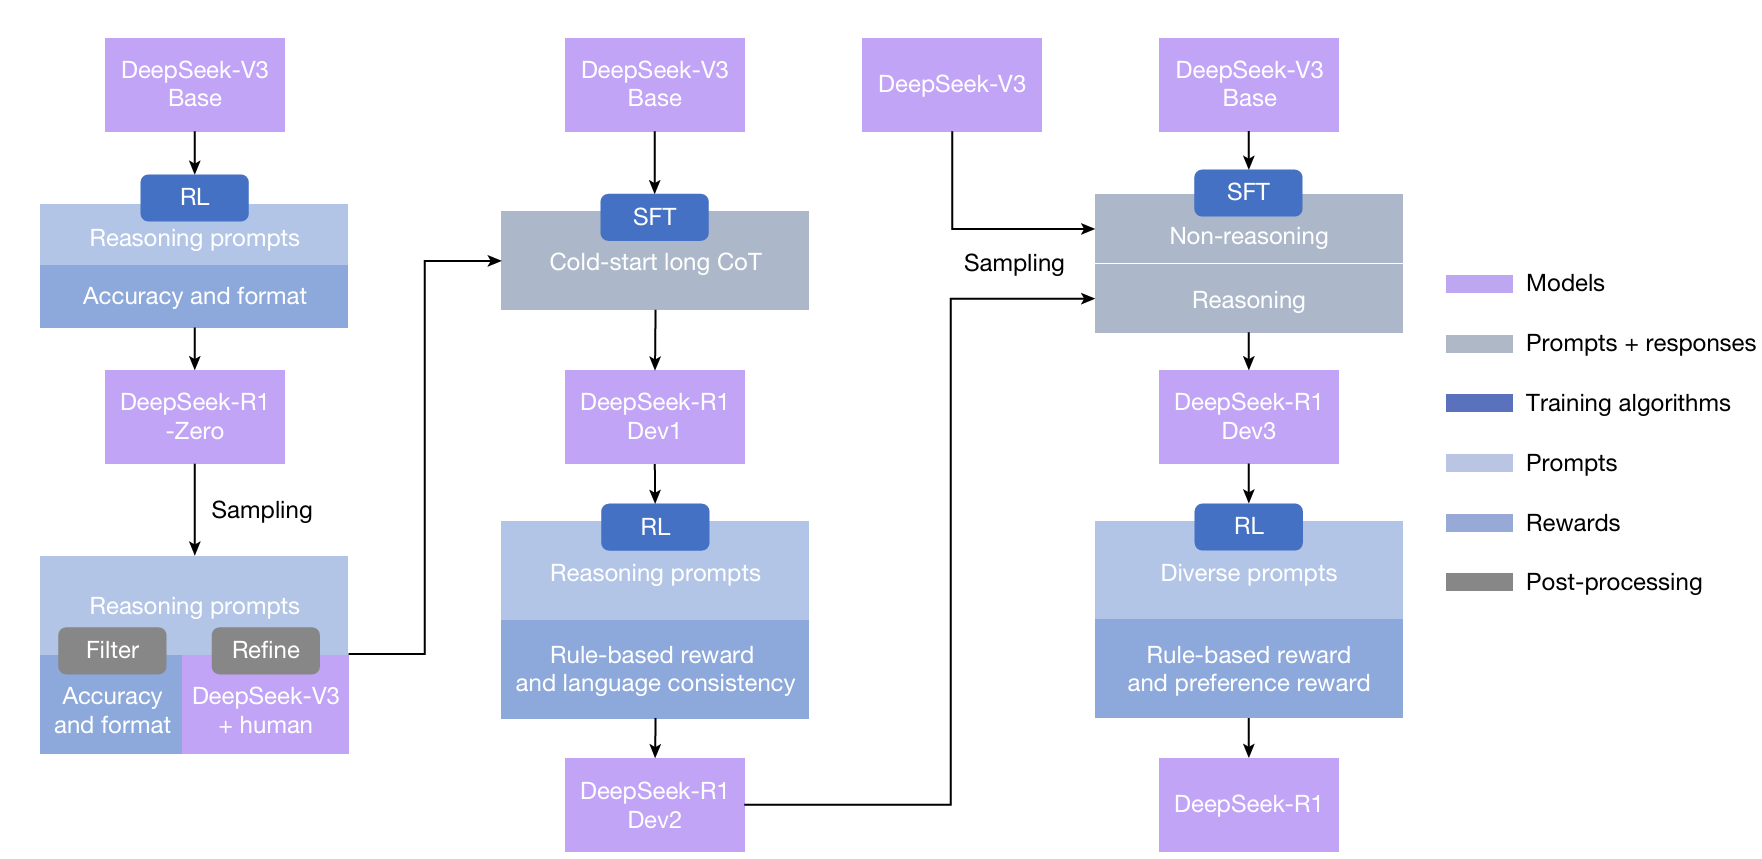 DeepSeek-V3
Base
RL
Reasoning prompts
Accuracy and format
DeepSeek-R1
-Zero
Sampling
Reasoning prompts
Filter
Refine
Accuracy
and format
DeepSeek-V3
+ human
DeepSeek-V3
Base
SFT
Cold-start long CoT
DeepSeek-R1
Dev1
RL
Reasoning prompts
Rule-based reward
and language consistency
DeepSeek-R1
Dev2
DeepSeek-V3
Sampling
DeepSeek-V3
Base
SFT
Non-reasoning
Reasoning
DeepSeek-R1
Dev3
RL
Diverse prompts
Rule-based reward
and preference reward
DeepSeek-R1
Models
Prompts + responses
Training algorithms
Prompts
Rewards
Post-processing